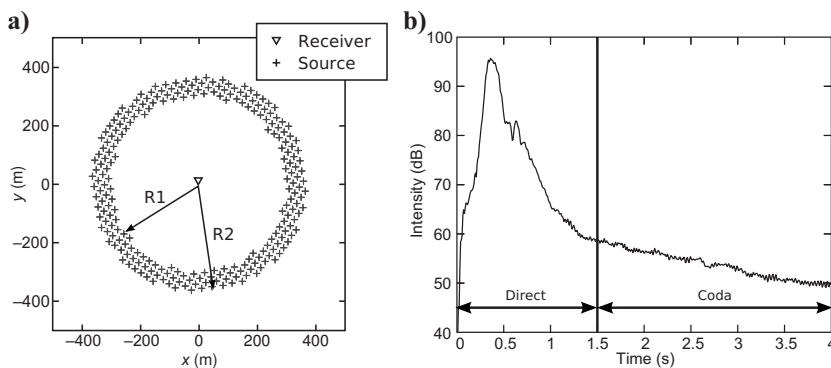 a)
Receiver
Source
400
200
0
−200
−400
y (m)
R1
R2
−400 −200 0 200 400
x (m)
b)
100
90
80
70
60
50
40
Intensity (dB)
Direct
Coda
0 0.5 1 1.5 2 2.5 3 3.5 4
Time (s)